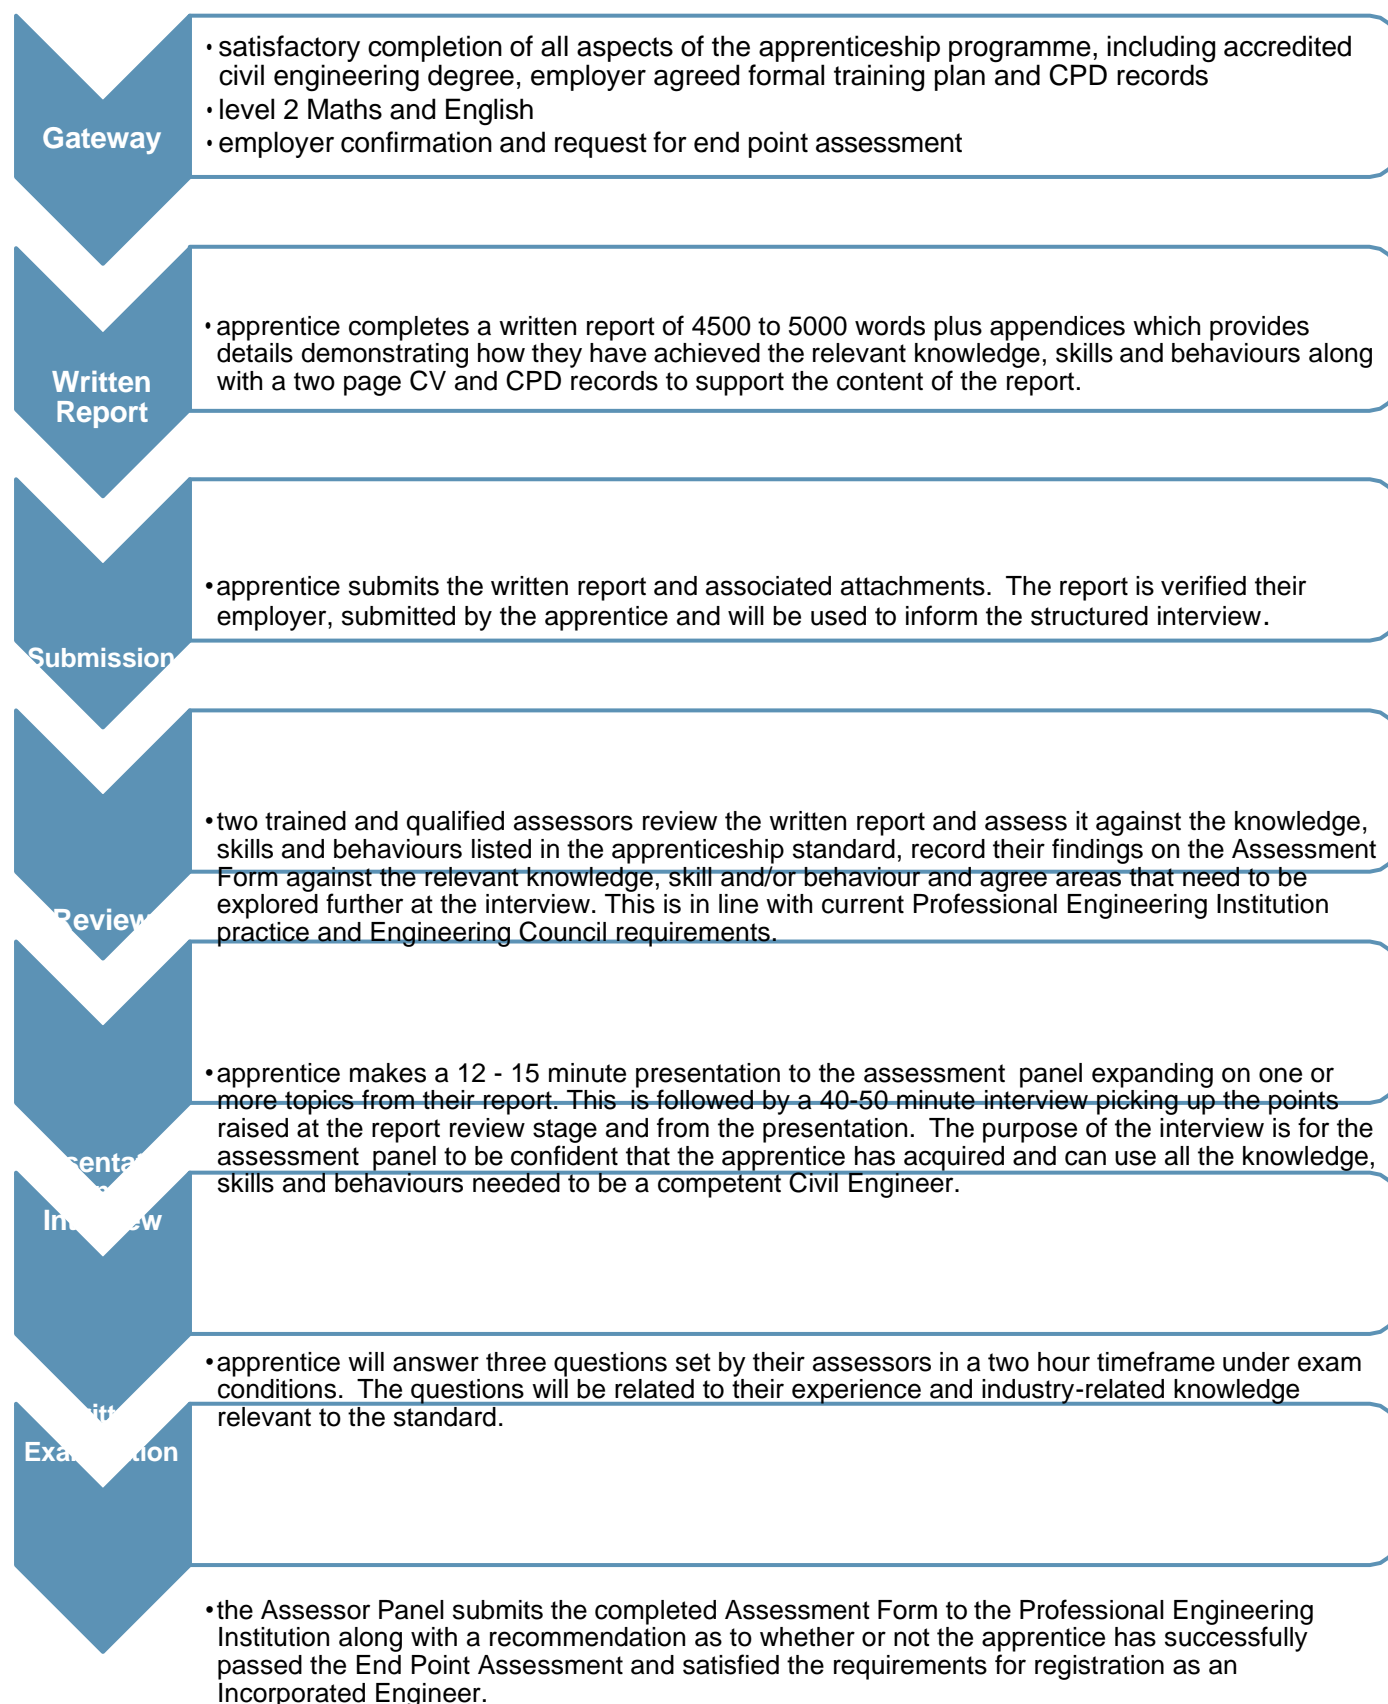 Gateway
• satisfactory completion of all aspects of the apprenticeship programme, including accredited
civil engineering degree, employer agreed formal training plan and CPD records
• level 2 Maths and English
• employer confirmation and request for end point assessment
Written
Report
• apprentice completes a written report of 4500 to 5000 words plus appendices which provides
details demonstrating how they have achieved the relevant knowledge, skills and behaviours along
with a two page CV and CPD records to support the content of the report.
Submission
• apprentice submits the written report and associated attachments.  The report is verified their
employer, submitted by the apprentice and will be used to inform the structured interview.
Review
• two trained and qualified assessors review the written report and assess it against the knowledge,
skills and behaviours listed in the apprenticeship standard, record their findings on the Assessment
Form against the relevant knowledge, skill and/or behaviour and agree areas that need to be
explored further at the interview. This is in line with current Professional Engineering Institution
practice and Engineering Council requirements.
Interview
• apprentice makes a 12 - 15 minute presentation to the assessment  panel expanding on one or
more topics from their report. This  is followed by a 40-50 minute interview picking up the points
raised at the report review stage and from the presentation.  The purpose of the interview is for the
assessment  panel to be confident that the apprentice has acquired and can use all the knowledge,
skills and behaviours needed to be a competent Civil Engineer.
Examination
• apprentice will answer three questions set by their assessors in a two hour timeframe under exam
conditions.  The questions will be related to their experience and industry-related knowledge
relevant to the standard.
• the Assessor Panel submits the completed Assessment Form to the Professional Engineering
Institution along with a recommendation as to whether or not the apprentice has successfully
passed the End Point Assessment and satisfied the requirements for registration as an
Incorporated Engineer.